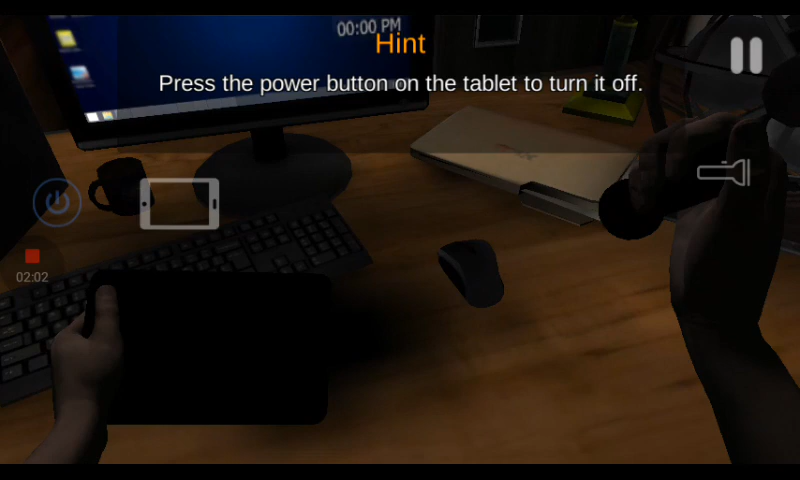 00:00 PM
Hint
Press the power button on the tablet to turn it off.
02:02